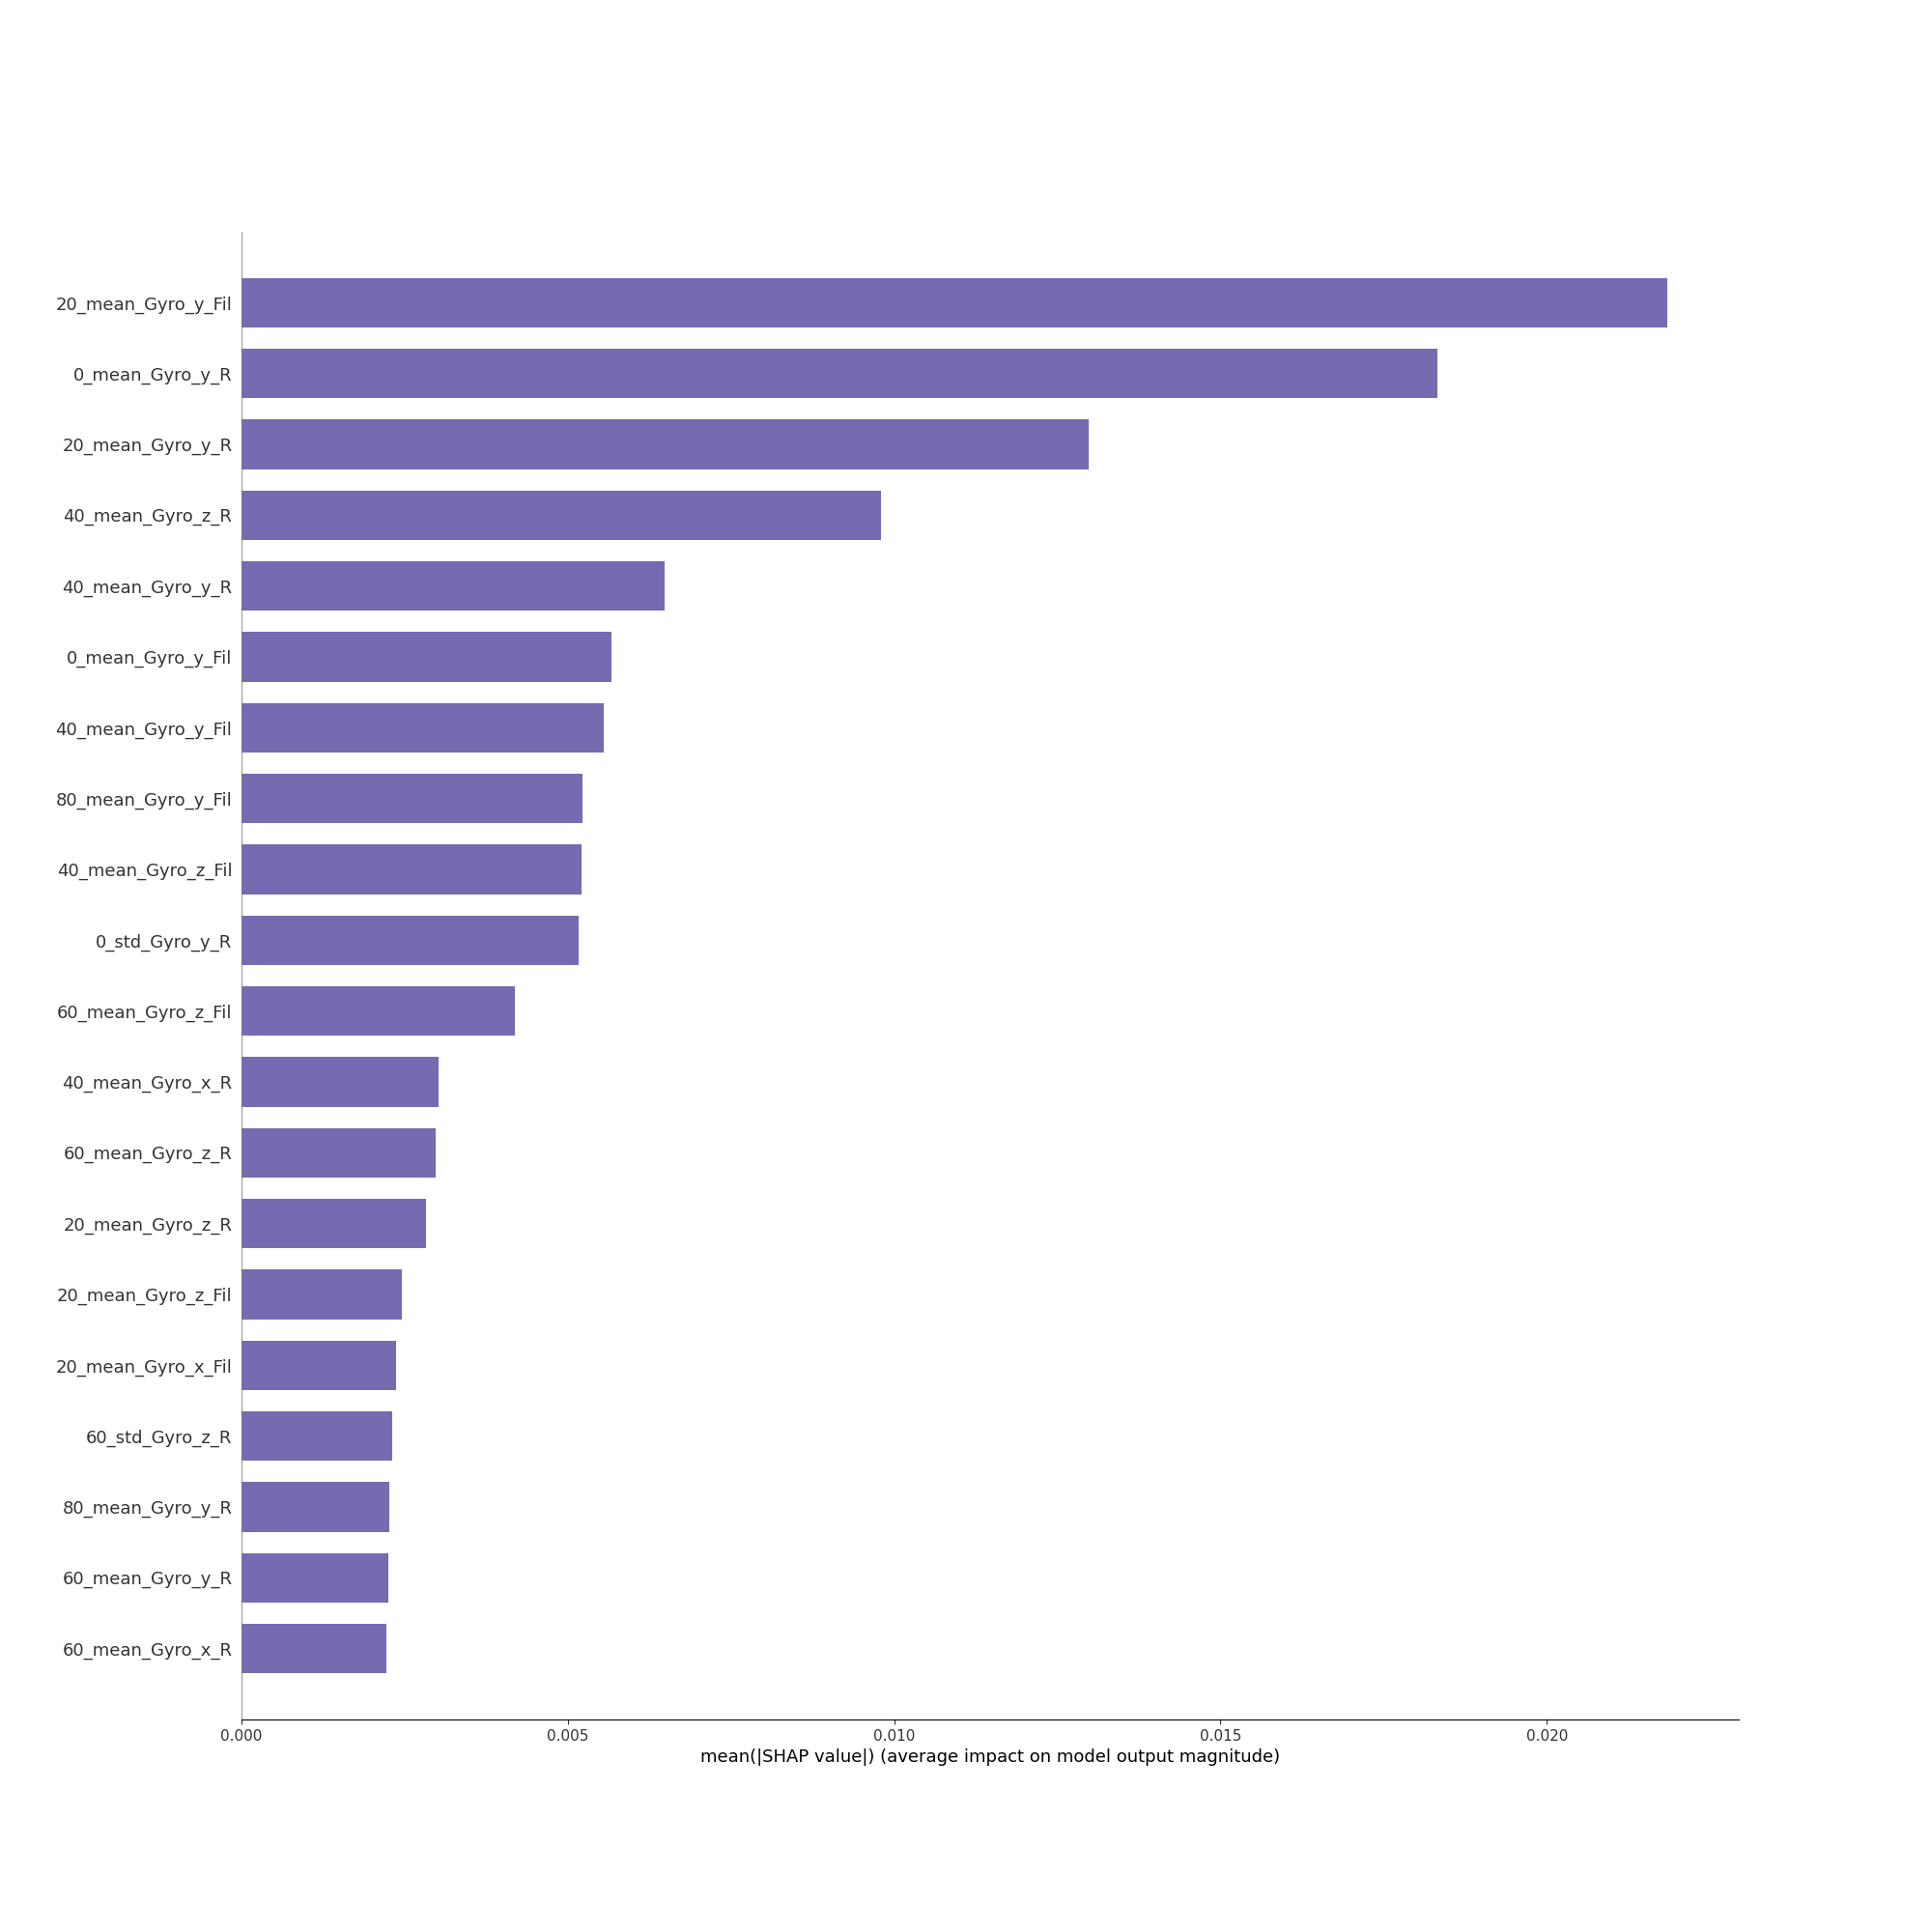 20_mean_Gyro_y_Fil
0_mean_Gyro_y_R
20_mean_Gyro_y_R
40_mean_Gyro_z_R
40_mean_Gyro_y_R
0_mean_Gyro_y_Fil
40_mean_Gyro_y_Fil
80_mean_Gyro_y_Fil
40_mean_Gyro_z_Fil
0_std_Gyro_y_R
60_mean_Gyro_z_Fil
40_mean_Gyro_x_R
60_mean_Gyro_z_R
20_mean_Gyro_z_R
20_mean_Gyro_z_Fil
20_mean_Gyro_x_Fil
60_std_Gyro_z_R
80_mean_Gyro_y_R
60_mean_Gyro_y_R
60_mean_Gyro_x_R
0.000 0.005 0.010 0.015 0.020
mean(|SHAP value|) (average impact on model output magnitude)